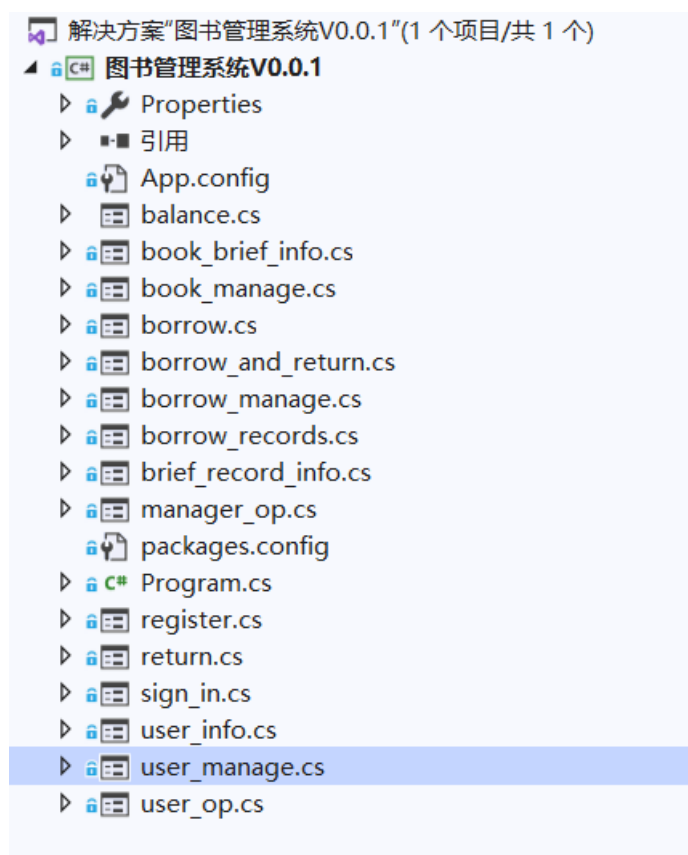 解决方案“图书管理系统V0.0.1”(1 个项目/共 1 个)
C# 图书管理系统V0.0.1
Properties
引用
App.config
balance.cs
book_brief_info.cs
book_manage.cs
borrow.cs
borrow_and_return.cs
borrow_manage.cs
borrow_records.cs
brief_record_info.cs
manager_op.cs
packages.config
C# Program.cs
register.cs
return.cs
sign_in.cs
user_info.cs
user_manage.cs
user_op.cs